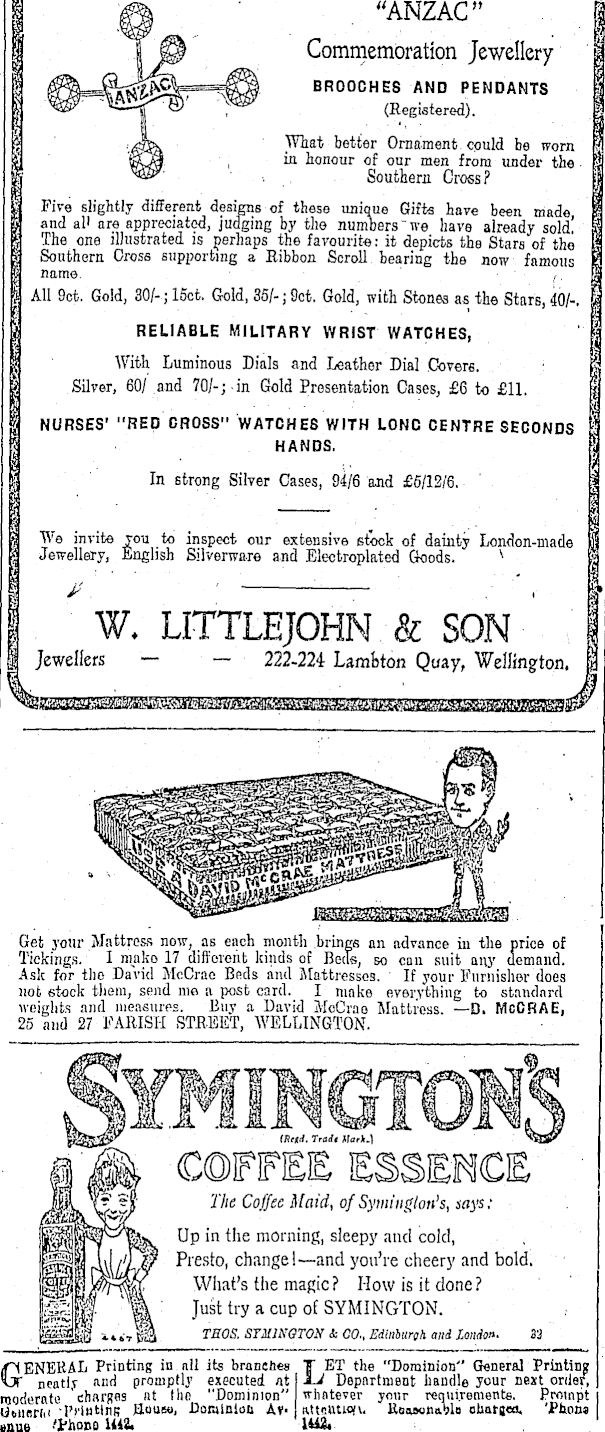 "ANZAC"
Commemoration Jewellery
BROOCHES AND PENDANTS
(Registered).
ANZAC
What better Ornament could be worn
in honour of our men from under the
Southern Cross?
Five slightly different designs of these unique Gifts have been made,
and all are appreciated, judging by the numbers we have already sold.
The one illustrated is perhaps the favourite: it depicts the Stars of the
Southern Cross supporting a Ribbon Scroll bearing the now famous
name.
All 9ct. Gold, 30/-; 15ct. Gold, 35/-; 9ct. Gold, with Stones as the Stars, 40/-.
RELIABLE MILITARY WRIST WATCHES,
With Luminous Dials and Leather Dial Covers.
Silver, 60/ and 70/-; in Gold Presentation Cases, £6 to £11.
NURSES' "RED CROSS" WATCHES WITH LONG CENTRE SECONDS
HANDS.
In strong Silver Cases, 94/6 and £5/12/6.
We invite you to inspect our extensive stock of dainty London-made
Jewellery, English Silverware and Electroplated Goods.
W. LITTLEJOHN & SON
Jewellers — — 222-224 Lambton Quay, Wellington.
USE A DAVID McCRAE MATTRESS
Get your Mattress now, as each month brings an advance in the price of
Tickings. I make 17 different kinds of Beds, so can suit any demand.
Ask for the David McCrae Beds and Mattresses. If your Furnisher does
not stock them, send me a post card. I make everything to standard
weights and measures. Buy a David McCrae Mattress. —D. McCRAE,
25 and 27 FARISH STREET, WELLINGTON.
SYMINGTON'S
(Regd. Trade Mark.)
COFFEE ESSENCE
The Coffee Maid, of Symington's, says:
Up in the morning, sleepy and cold,
Presto, change!—and you're cheery and bold.
What's the magic? How is it done?
Just try a cup of SYMINGTON.
THOS. SYMINGTON & CO., Edinburgh and London. 32
2467
GENERAL Printing in all its branches
neatly and promptly executed at
moderate charges at the "Dominion"
General Printing House, Dominion Av-
enue 'Phone 1442.
LET the "Dominion" General Printing
Department handle your next order,
whatever your requirements. Prompt
attention. Reasonable charges. 'Phone
1442.